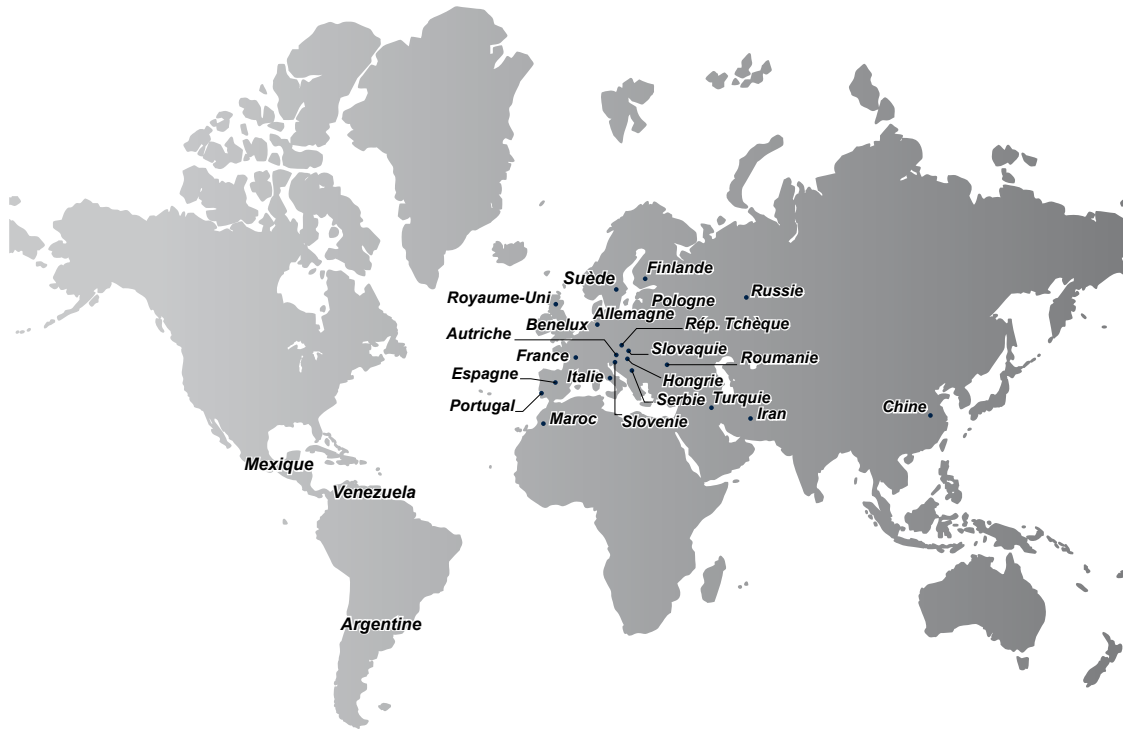 Finlande
Suède
Russie
Royaume-Uni
Pologne
Allemagne
Benelux
Rép. Tchèque
Autriche
Slovaquie
France
Roumanie
Espagne
Italie
Hongrie
Serbie
Turquie
Portugal
Chine
Iran
Maroc
Slovenie
Mexique
Venezuela
Argentine